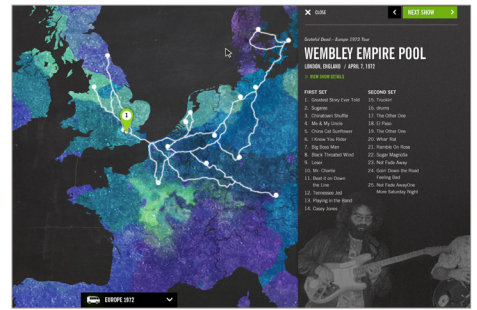 CLOSE
NEXT SHOW
Grateful Dead - Europe 1972 Tour
WEMBLEY EMPIRE POOL
LONDON, ENGLAND / APRIL 7, 1972
VIEW SHOW DETAILS
FIRST SET
1. Greatest Story Ever Told
2. Sugaree
3. Chinatown Shuffle
4. Me & My Uncle
5. China Cat Sunflower
6. I Know You Rider
7. Big Boss Man
8. Black Throated Wind
9. Loser
10. Mr. Charlie
11. Beat it on Down
the Line
12. Tennessee Jed
13. Playing in the Band
14. Casey Jones
SECOND SET
15. Truckin'
16. drums
17. The Other One
18. El Paso
19. The Other One
20. Wharf Rat
21. Ramble On Rose
22. Sugar Magnolia
23. Not Fade Away
24. Goin' Down the Road
Feeling Bad
25. Not Fade AwayOne
More Saturday Night
1
EUROPE 1972